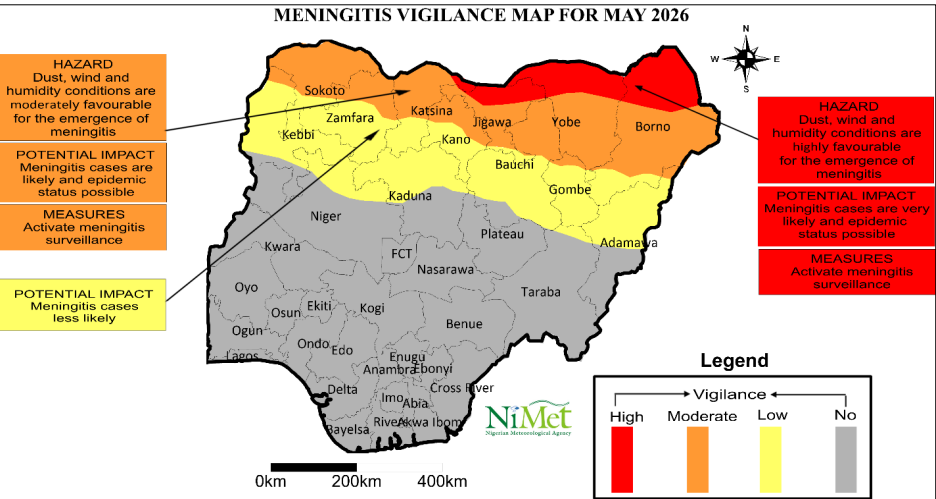 MENINGITIS VIGILANCE MAP FOR MAY 2026
HAZARD
Dust, wind and
humidity conditions are
moderately favourable
for the emergence of
meningitis
POTENTIAL IMPACT
Meningitis cases are
likely and epidemic
status possible
MEASURES
Activate meningitis
surveillance
POTENTIAL IMPACT
Meningitis cases
less likely
N
W
E
S
HAZARD
Dust, wind and
humidity conditions are
highly favourable
for the emergence of
meningitis
POTENTIAL IMPACT
Meningitis cases are very
likely and epidemic
status possible
MEASURES
Activate meningitis
surveillance
Sokoto
Zamfara
Katsina
Jigawa
Yobe
Borno
Kebbi
Kano
Bauchi
Gombe
Kaduna
Niger
Plateau
Adamawa
Kwara
FCT
Nasarawa
Oyo
Taraba
Osun
Ekiti
Kogi
Benue
Ogun
Ondo
Edo
Lagos
Enugu
Anambra
Ebonyi
Delta
Cross River
Imo
Abia
Bayelsa
Rivers
Akwa Ibom
NiMet
Nigerian Meteorological Agency
0km
200km
400km
Legend
Vigilance
High
Moderate
Low
No